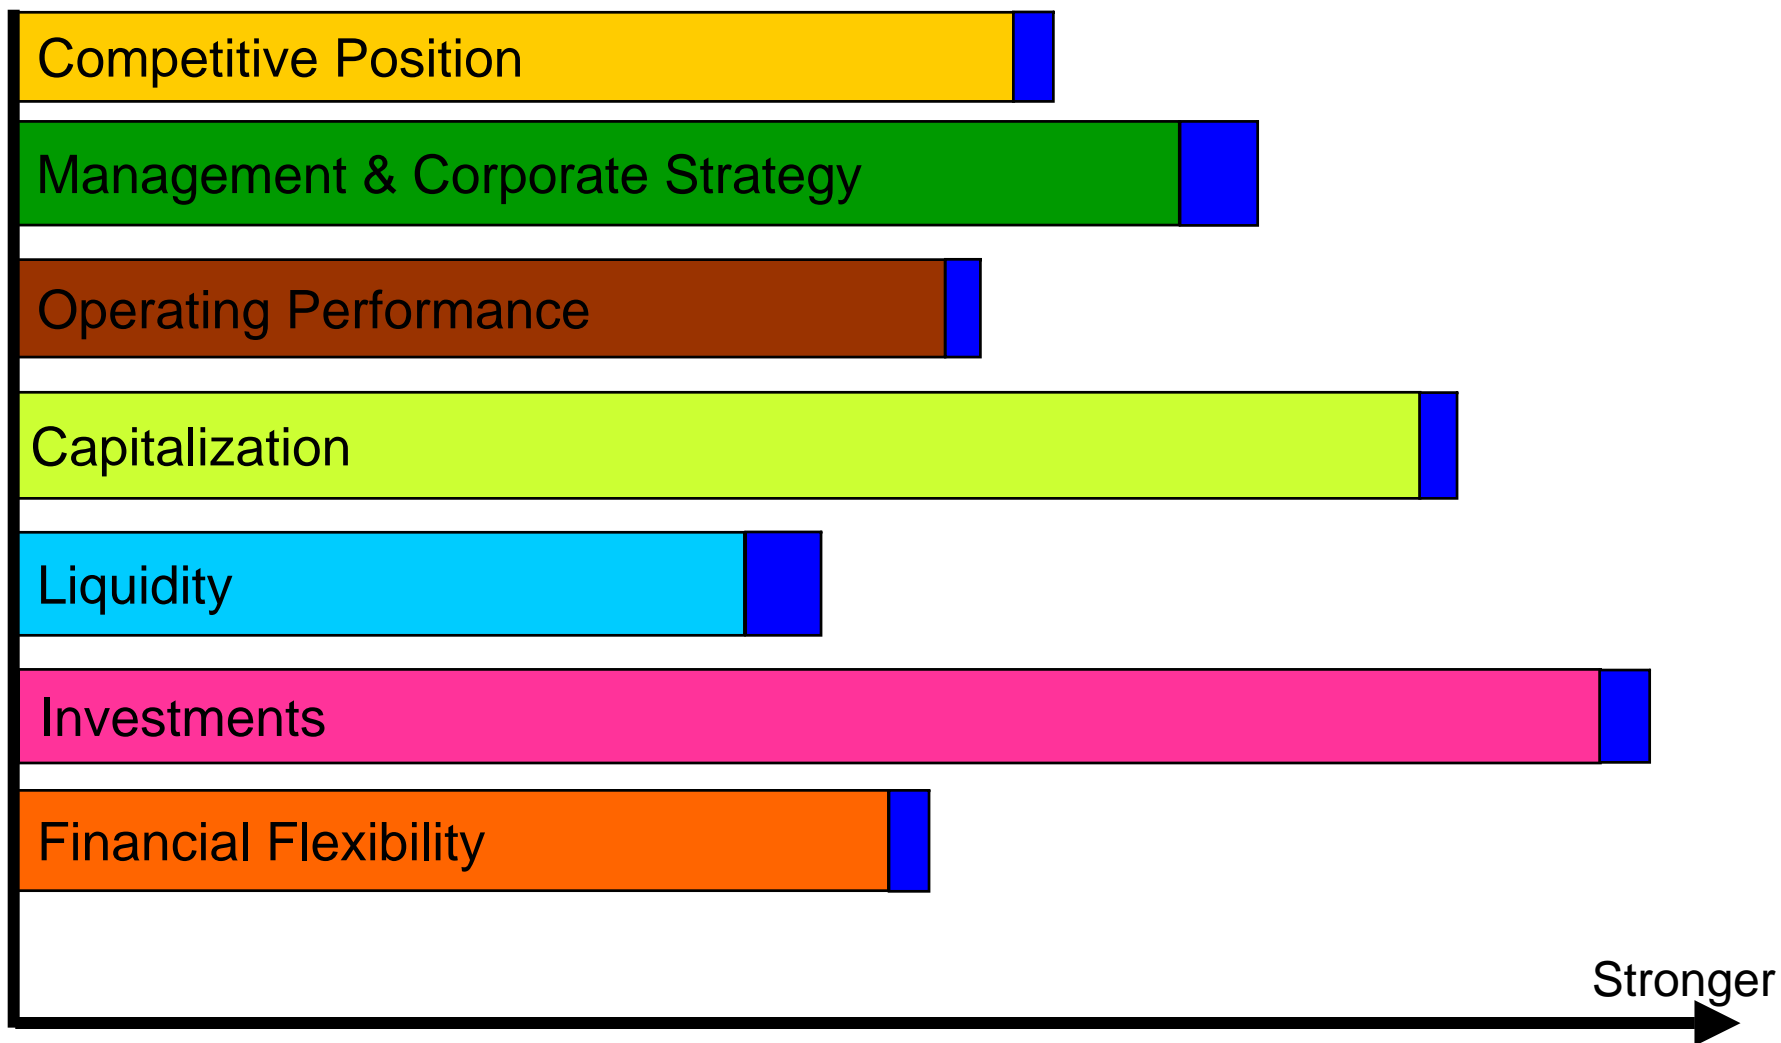 Competitive Position
Management & Corporate Strategy
Operating Performance
Capitalization
Liquidity
Investments
Financial Flexibility
Stronger